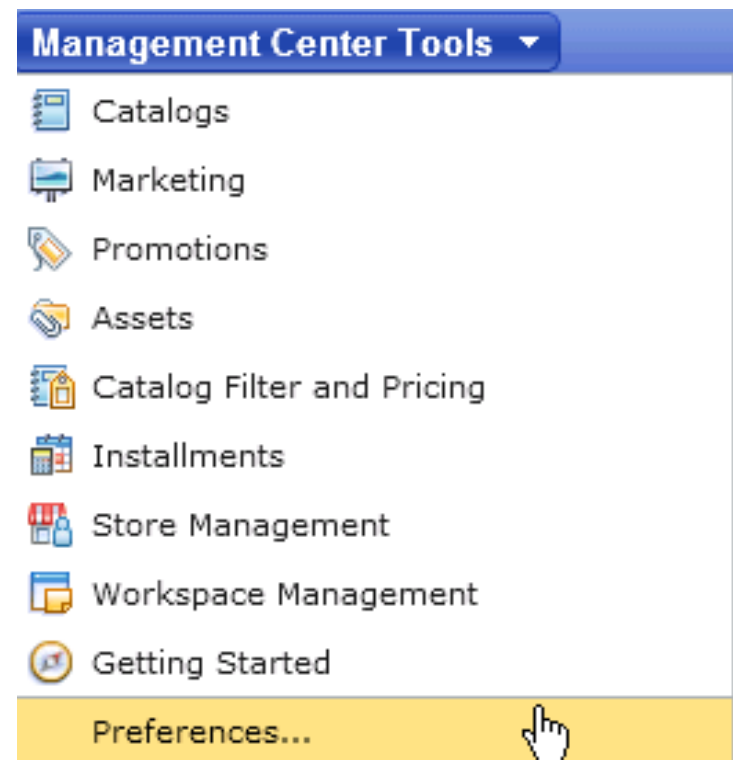 Management Center Tools
Catalogs
Marketing
Promotions
Assets
Catalog Filter and Pricing
Installments
Store Management
Workspace Management
Getting Started
Preferences...